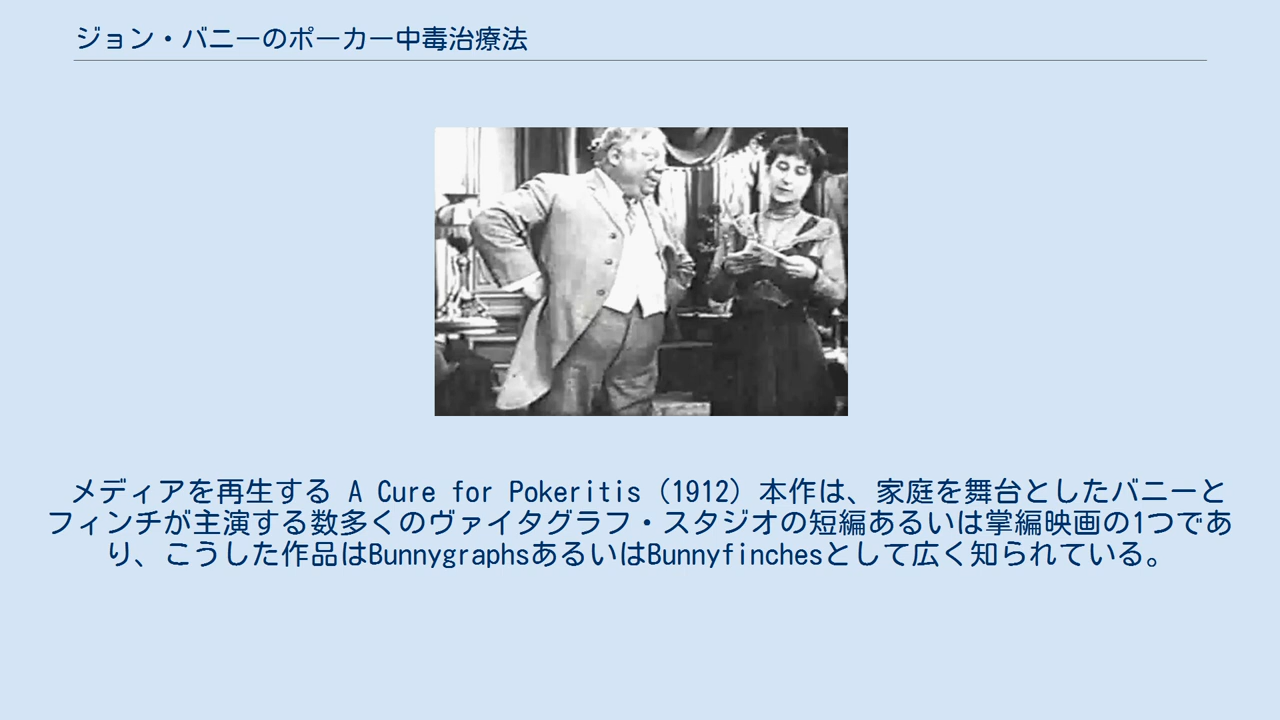 ジョン・バニーのポーカー中毒治療法
メディアを再生する A Cure for Pokeritis（1912）本作は、家庭を舞台としたバニーと
フィンチが主演する数多くのヴァイタグラフ・スタジオの短編あるいは掌編映画の1つであ
り、こうした作品はBunnygraphsあるいはBunnyfinchesとして広く知られている。